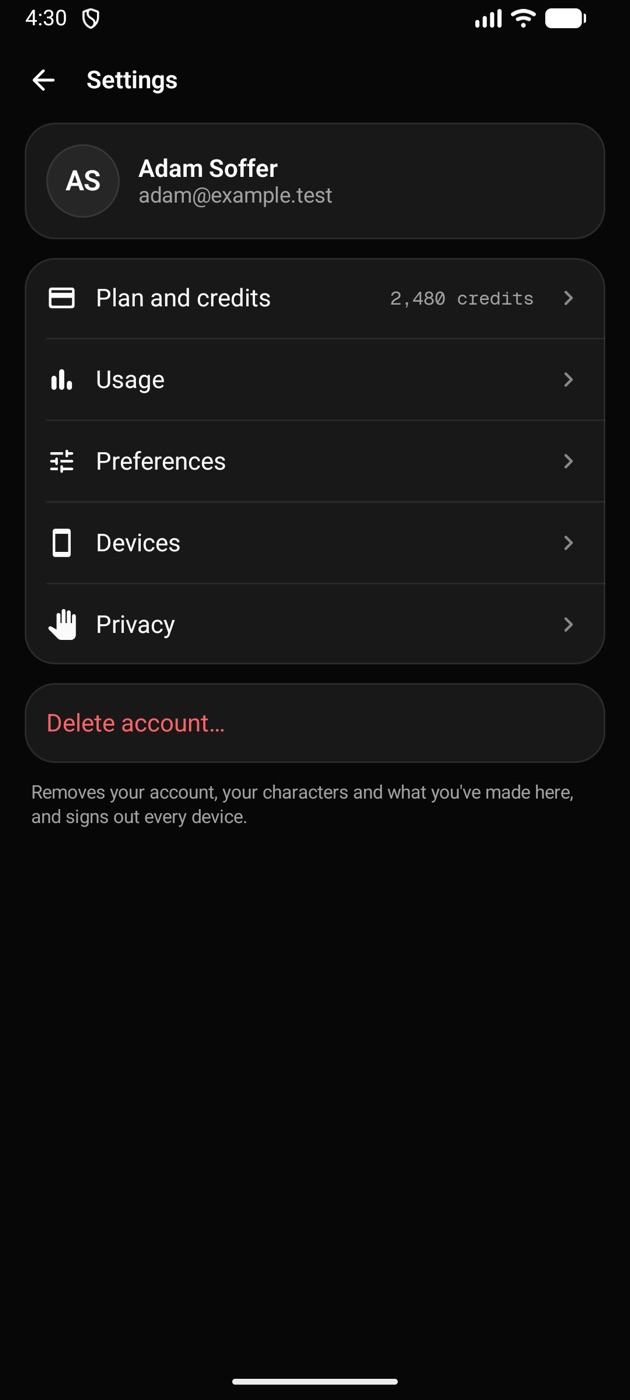 4:30
Settings
AS
Adam Soffer
adam@example.test
Plan and credits 2,480 credits
Usage
Preferences
Devices
Privacy
Delete account…
Removes your account, your characters and what you've made here,
and signs out every device.